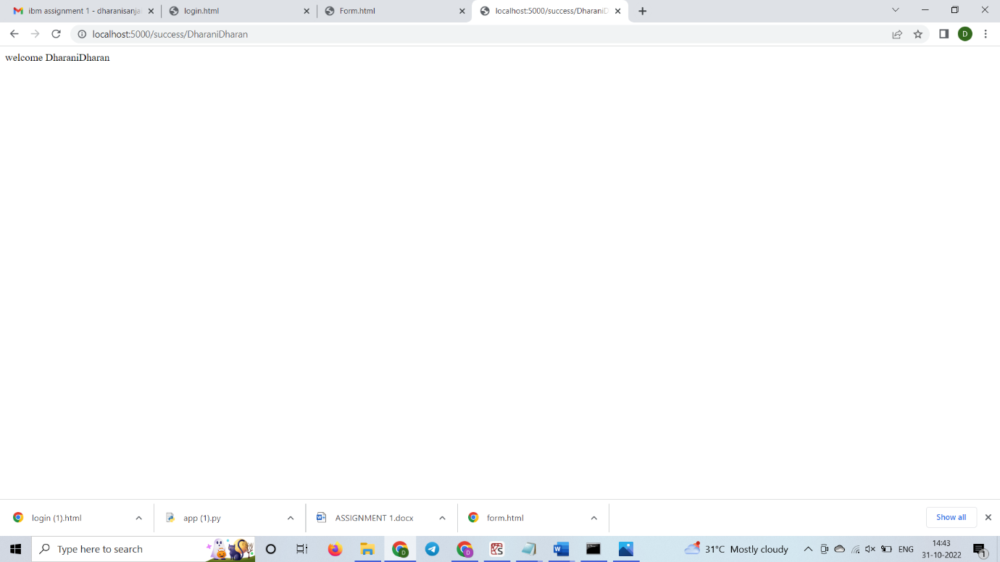 ibm assignment 1 - dharanisanja
login.html
Form.html
localhost:5000/success/DharaniD
localhost:5000/success/DharaniDharan
D
welcome DharaniDharan
login (1).html
app (1).py
ASSIGNMENT 1.docx
form.html
Show all
Type here to search
31°C Mostly cloudy
ENG
14:43
31-10-2022
1